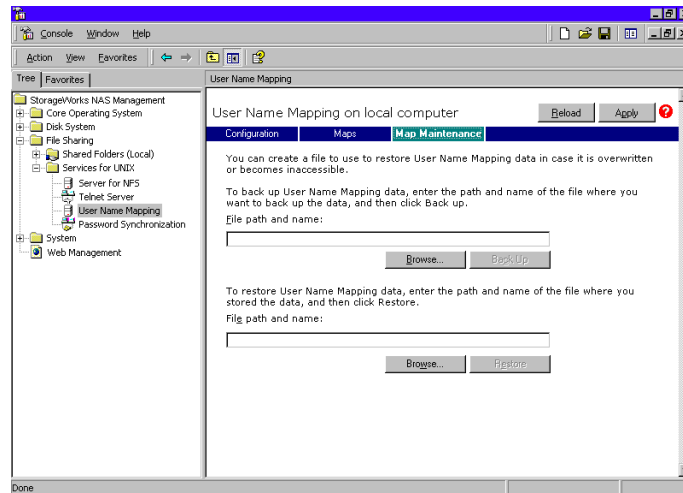 Console Window Help
Action View Favorites
Tree Favorites
User Name Mapping
StorageWorks NAS Management
Core Operating System
Disk System
File Sharing
Shared Folders (Local)
Services for UNIX
Server for NFS
Telnet Server
User Name Mapping
Password Synchronization
System
Web Management
User Name Mapping on local computer
Reload Apply ?
Configuration Maps Map Maintenance
You can create a file to use to restore User Name Mapping data in case it is overwritten
or becomes inaccessible.
To back up User Name Mapping data, enter the path and name of the file where you
want to back up the data, and then click Back up.
File path and name:
Browse... Back Up
To restore User Name Mapping data, enter the path and name of the file where you
stored the data, and then click Restore.
File path and name:
Browse... Restore
Done